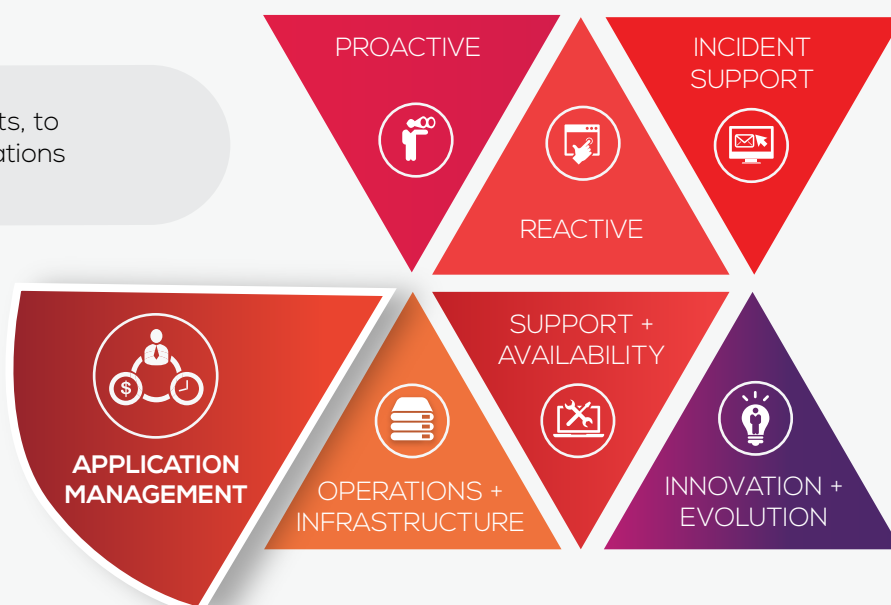 ts, to
ations
PROACTIVE
INCIDENT
SUPPORT
REACTIVE
APPLICATION
MANAGEMENT
OPERATIONS +
INFRASTRUCTURE
SUPPORT +
AVAILABILITY
INNOVATION +
EVOLUTION
$